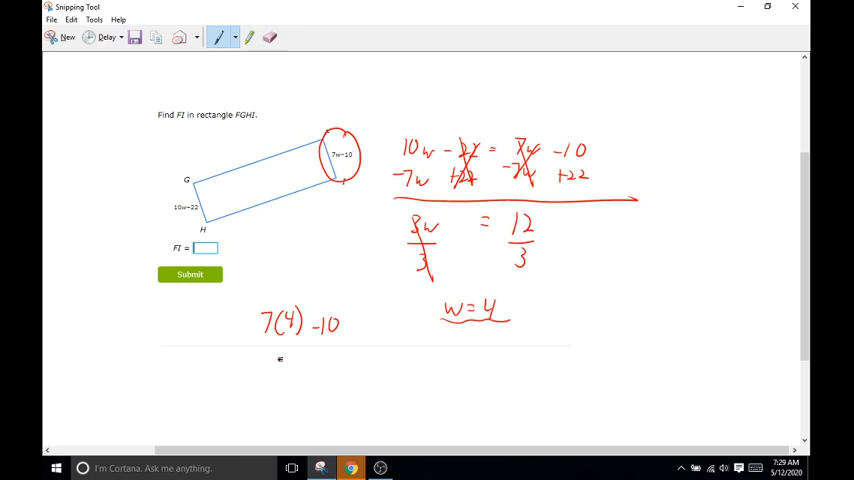 Snipping Tool
File Edit Tools Help
New Delay
Find FI in rectangle FGHI.
7w−10
G
10w−22
H
FI =
Submit
10w - 22 = 7w -10
-7w +22 -7w +22
3w = 12
3 3
w = 4
7(4) -10
=
I'm Cortana. Ask me anything.
7:29 AM
5/12/2020